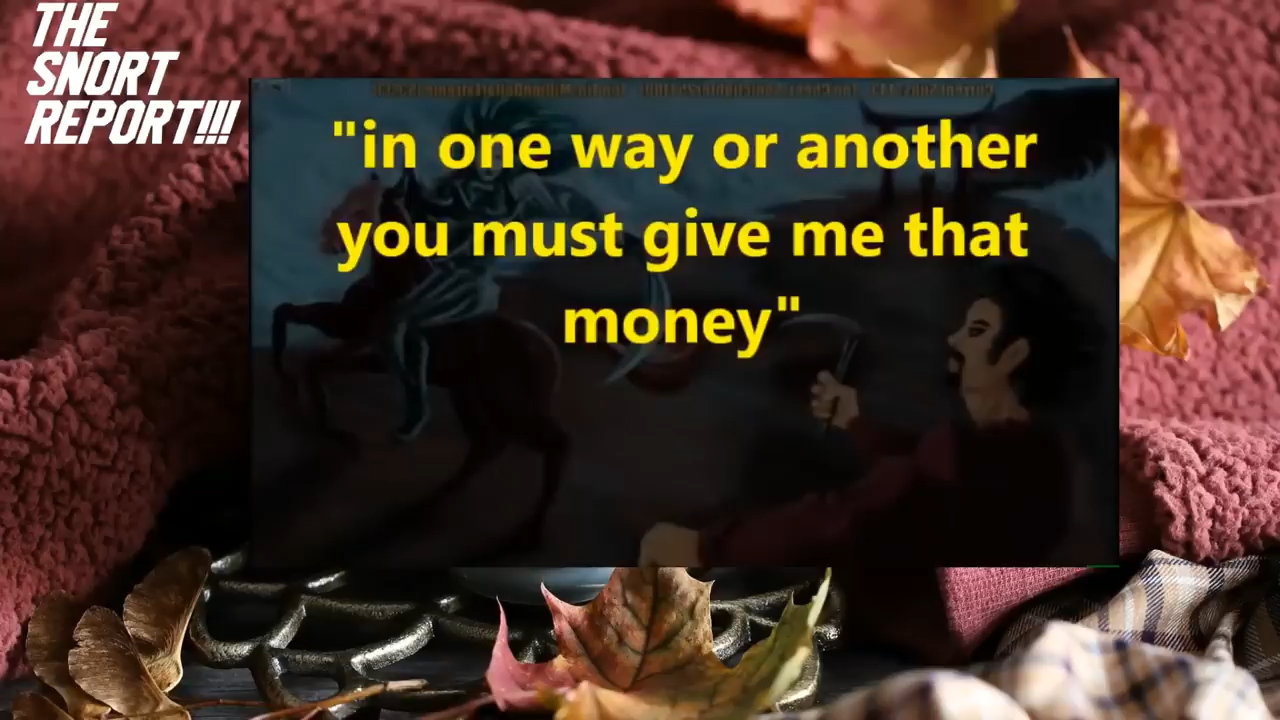 THE
SNORT
REPORT!!!
"in one way or another
you must give me that
money"